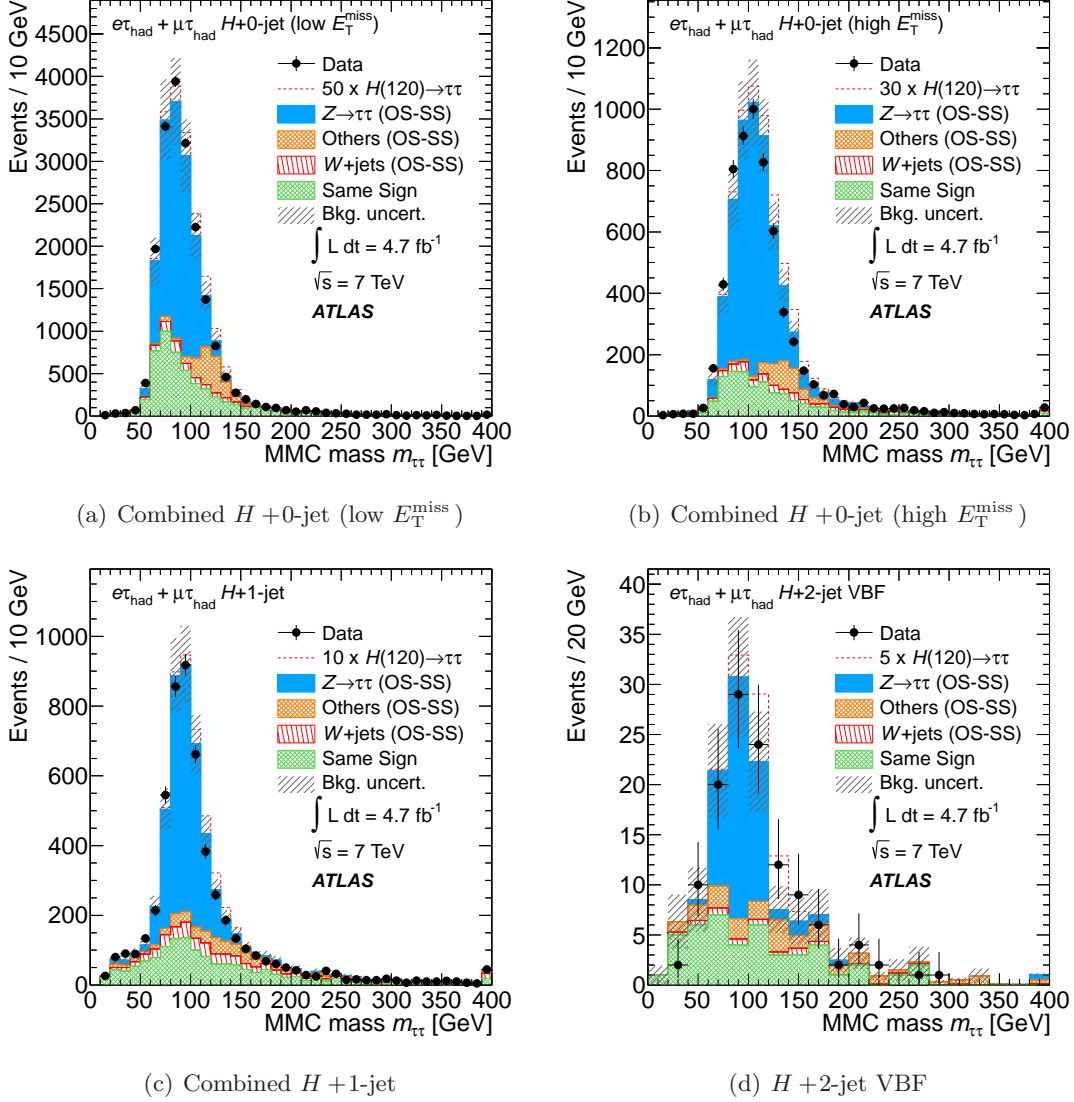 Events / 10 GeV
eτhad + μτhad H+0-jet (low ETmiss)
Data
50 x H(120)→ττ
Z→ττ (OS-SS)
Others (OS-SS)
W+jets (OS-SS)
Same Sign
Bkg. uncert.
∫ L dt = 4.7 fb-1
√s = 7 TeV
ATLAS
4500
4000
3500
3000
2500
2000
1500
1000
500
0
0 50 100 150 200 250 300 350 400
MMC mass mττ [GeV]
(a) Combined H +0-jet (low ETmiss )
Events / 10 GeV
eτhad + μτhad H+0-jet (high ETmiss)
Data
30 x H(120)→ττ
Z→ττ (OS-SS)
Others (OS-SS)
W+jets (OS-SS)
Same Sign
Bkg. uncert.
∫ L dt = 4.7 fb-1
√s = 7 TeV
ATLAS
1200
1000
800
600
400
200
0
0 50 100 150 200 250 300 350 400
MMC mass mττ [GeV]
(b) Combined H +0-jet (high ETmiss )
Events / 10 GeV
eτhad + μτhad H+1-jet
Data
10 x H(120)→ττ
Z→ττ (OS-SS)
Others (OS-SS)
W+jets (OS-SS)
Same Sign
Bkg. uncert.
∫ L dt = 4.7 fb-1
√s = 7 TeV
ATLAS
1000
800
600
400
200
0
0 50 100 150 200 250 300 350 400
MMC mass mττ [GeV]
(c) Combined H +1-jet
Events / 20 GeV
eτhad + μτhad H+2-jet VBF
Data
5 x H(120)→ττ
Z→ττ (OS-SS)
Others (OS-SS)
W+jets (OS-SS)
Same Sign
Bkg. uncert.
∫ L dt = 4.7 fb-1
√s = 7 TeV
ATLAS
40
35
30
25
20
15
10
5
0
0 50 100 150 200 250 300 350 400
MMC mass mττ [GeV]
(d) H +2-jet VBF